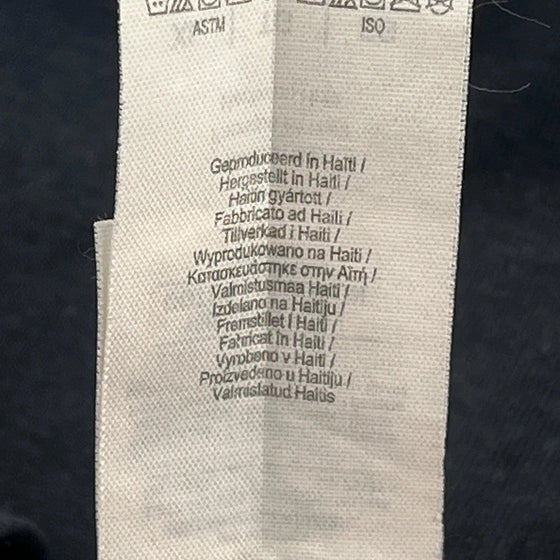 ASTM
ISO
Geproduceerd in Haïti /
Hergestellt in Haiti /
Haitin gyártott /
Fabbricato ad Haiti /
Tillverkad i Haiti /
Wyprodukowano na Haiti /
Κατασκευάστηκε στην Αϊτή /
Valmistusmaa Haiti /
Izdelano na Haitiju /
Fremstillet i Haiti /
Fabricat în Haiti /
Vyrobeno v Haiti /
Proizvedeno u Haitiju /
Valmistatud Haitis